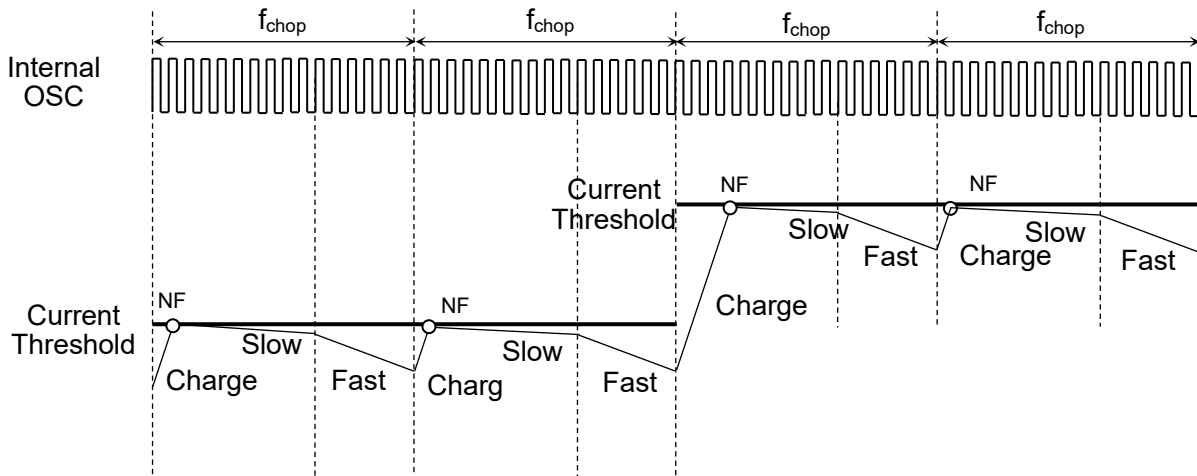 fchop
fchop
fchop
fchop
Internal
OSC
Current
Threshold
NF
Slow
Fast
Charge
NF
Slow
Fast
Charge
Current
Threshold
NF
Slow
Fast
Charge
NF
Slow
Fast
Charg